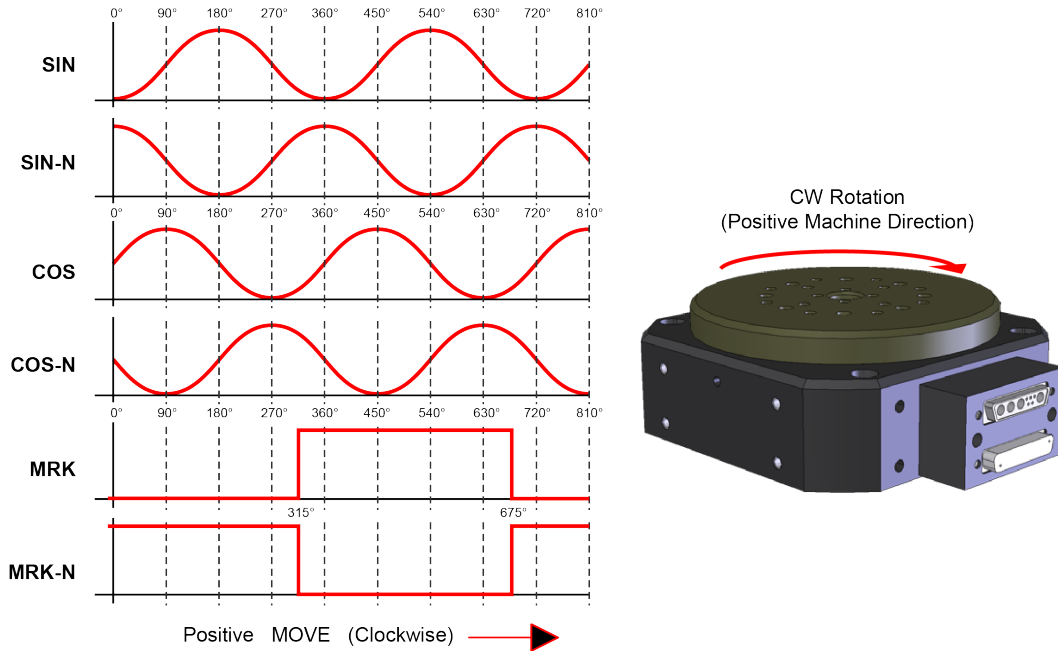 0° 90° 180° 270° 360° 450° 540° 630° 720° 810°
SIN
SIN-N
0° 90° 180° 270° 360° 450° 540° 630° 720° 810°
COS
COS-N
0° 90° 180° 270° 360° 450° 540° 630° 720° 810°
MRK
315° 675°
MRK-N
Positive MOVE (Clockwise)
CW Rotation
(Positive Machine Direction)